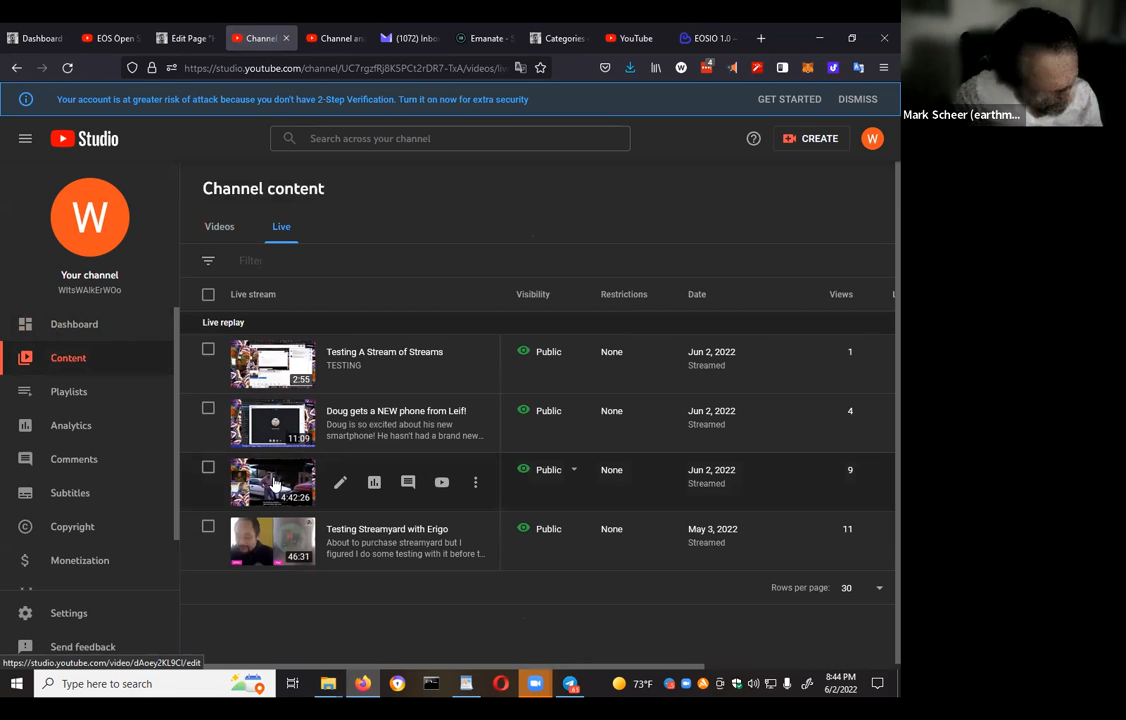 Dashboard
EOS Open S
Edit Page "H
Channel
Channel an
(1072) Inbo
Emanate - S
Categories
YouTube
EOSIO 1.0 –
https://studio.youtube.com/channel/UC7rgzfRj8K5PCt2rDR7-TxA/videos/liv
4
Your account is at greater risk of attack because you don't have 2-Step Verification. Turn it on now for extra security
GET STARTED
DISMISS
Mark Scheer (earthm...
Studio
Search across your channel
CREATE
W
W
Your channel
WItsWAlkErWOo
Dashboard
Content
Playlists
Analytics
Comments
Subtitles
Copyright
Monetization
Settings
Send feedback
Channel content
Videos
Live
Filter
Live stream
Visibility
Restrictions
Date
Views
Live replay
2:55
Testing A Stream of Streams
TESTING
Public
None
Jun 2, 2022
Streamed
1
11:09
Doug gets a NEW phone from Leif!
Doug is so excited about his new
smartphone! He hasn't had a brand new...
Public
None
Jun 2, 2022
Streamed
4
4:42:26
Public
None
Jun 2, 2022
Streamed
9
46:31
Testing Streamyard with Erigo
About to purchase streamyard but I
figured I do some testing with it before t...
Public
None
May 3, 2022
Streamed
11
Rows per page:
30
https://studio.youtube.com/video/dAoey2KL9CI/edit
Type here to search
73°F
8:44 PM
6/2/2022